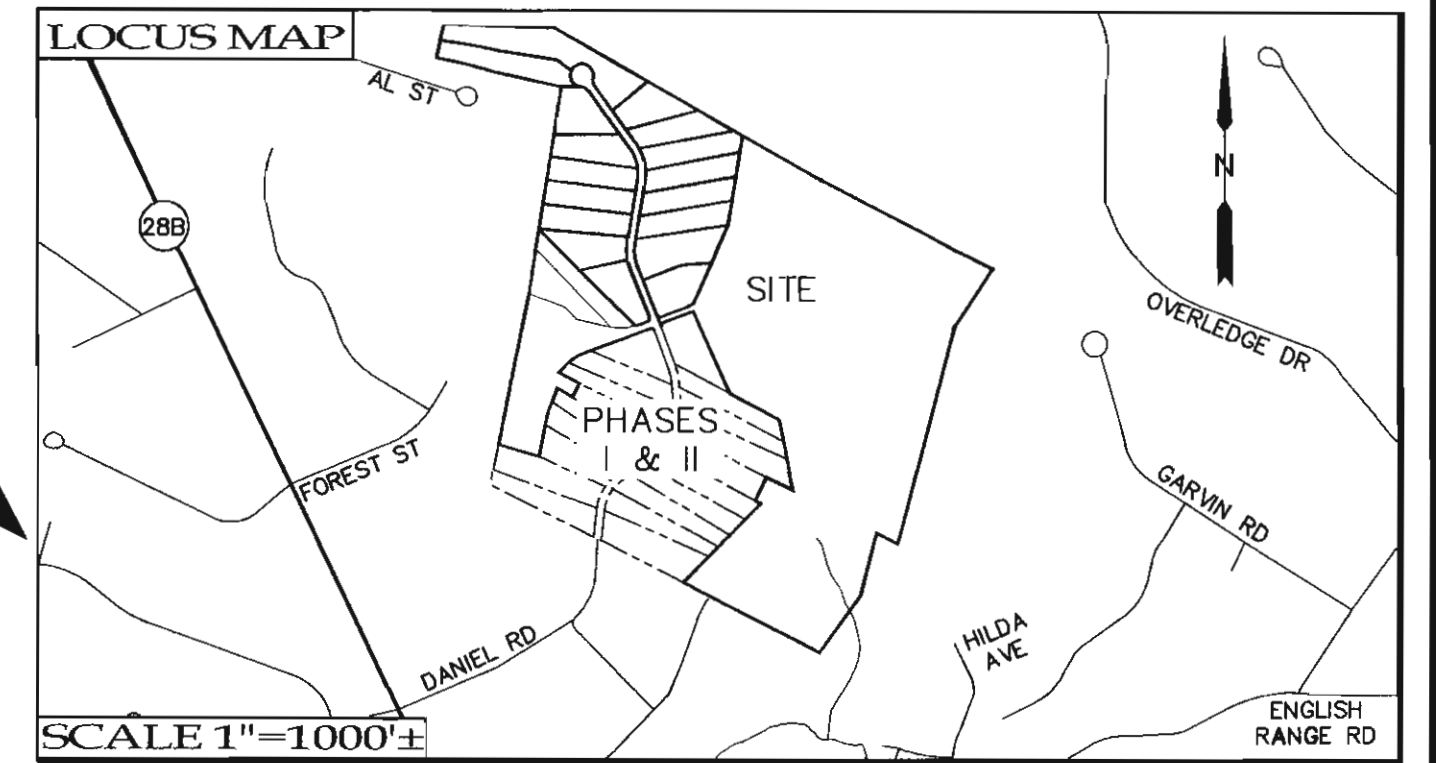 LOCUS MAP
AL ST
28B
N
SITE
OVERLEDGE DR
PHASES
I & II
FOREST ST
GARVIN RD
DANIEL RD
HILDA
AVE
ENGLISH
RANGE RD
SCALE 1"=1000'±